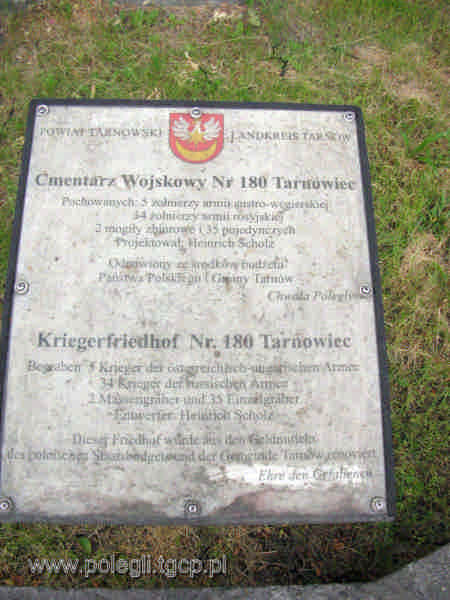 POWIAT TARNOWSKI LANDKREIS TARNÓW
Cmentarz Wojskowy Nr 180 Tarnowiec
Pochowanych: 5 żołnierzy armii austro-węgierskiej
34 żołnierzy armii rosyjskiej
2 mogiły zbiorowe i 35 pojedynczych
Projektował: Heinrich Scholz
Odnowiony ze środków budżetu
Państwa Polskiego i Gminy Tarnów
Chwała Poległym
Kriegerfriedhof Nr. 180 Tarnowiec
Begraben 5 Krieger der österreichisch-ungarischen Armee
34 Krieger der russischen Armee
2 Massengräber und 35 Einzelgräber
Entwerfer: Heinrich Scholz
Dieser Friedhof wurde aus den Geldmitteln
des polnischen Staatsbudgets und der Gemeinde Tarnów renoviert
Ehre den Gefallenen
www.polegli.tgcp.pl